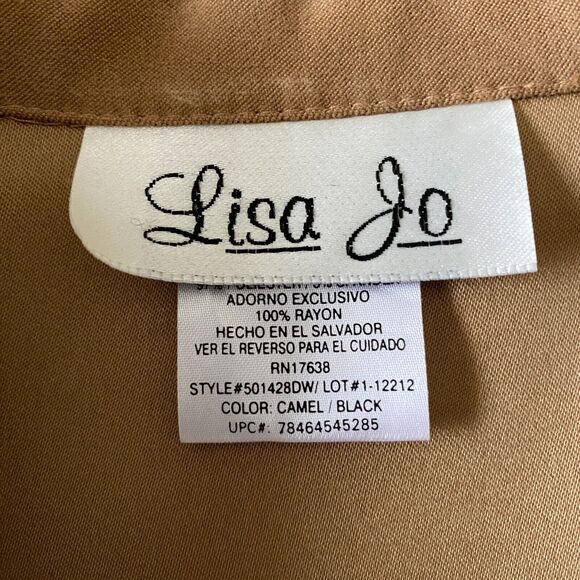 Lisa Jo
ADORNO EXCLUSIVO
100% RAYON
HECHO EN EL SALVADOR
VER EL REVERSO PARA EL CUIDADO
RN17638
STYLE#501428DW/ LOT#1-12212
COLOR: CAMEL / BLACK
UPC#: 78464545285